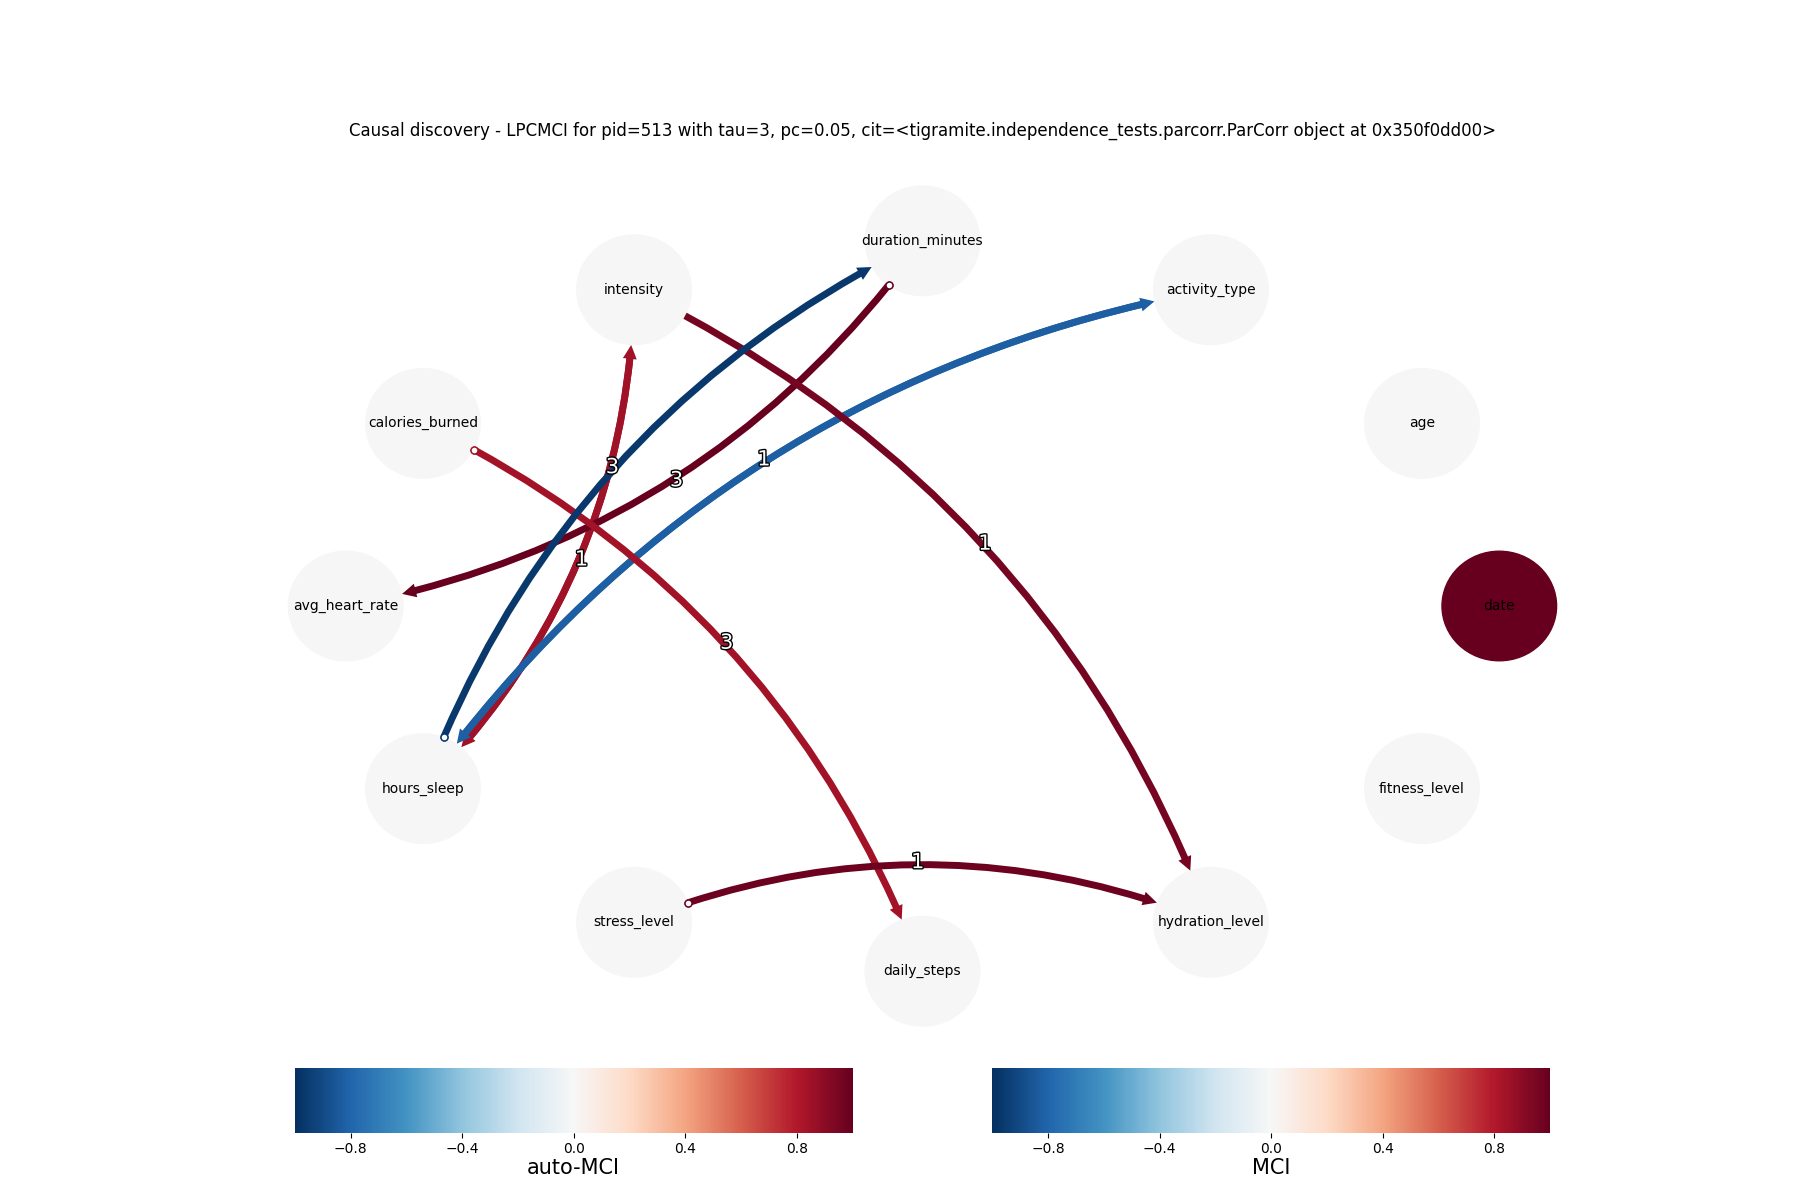 Causal discovery - LPCMCI for pid=513 with tau=3, pc=0.05, cit=<tigramite.independence_tests.parcorr.ParCorr object at 0x350f0dd00>
duration_minutes
intensity
activity_type
calories_burned
age
3
3
1
1
1
avg_heart_rate
date
3
hours_sleep
fitness_level
1
stress_level
hydration_level
daily_steps
−0.8
−0.4
0.0
0.4
0.8
auto-MCI
−0.8
−0.4
0.0
0.4
0.8
MCI